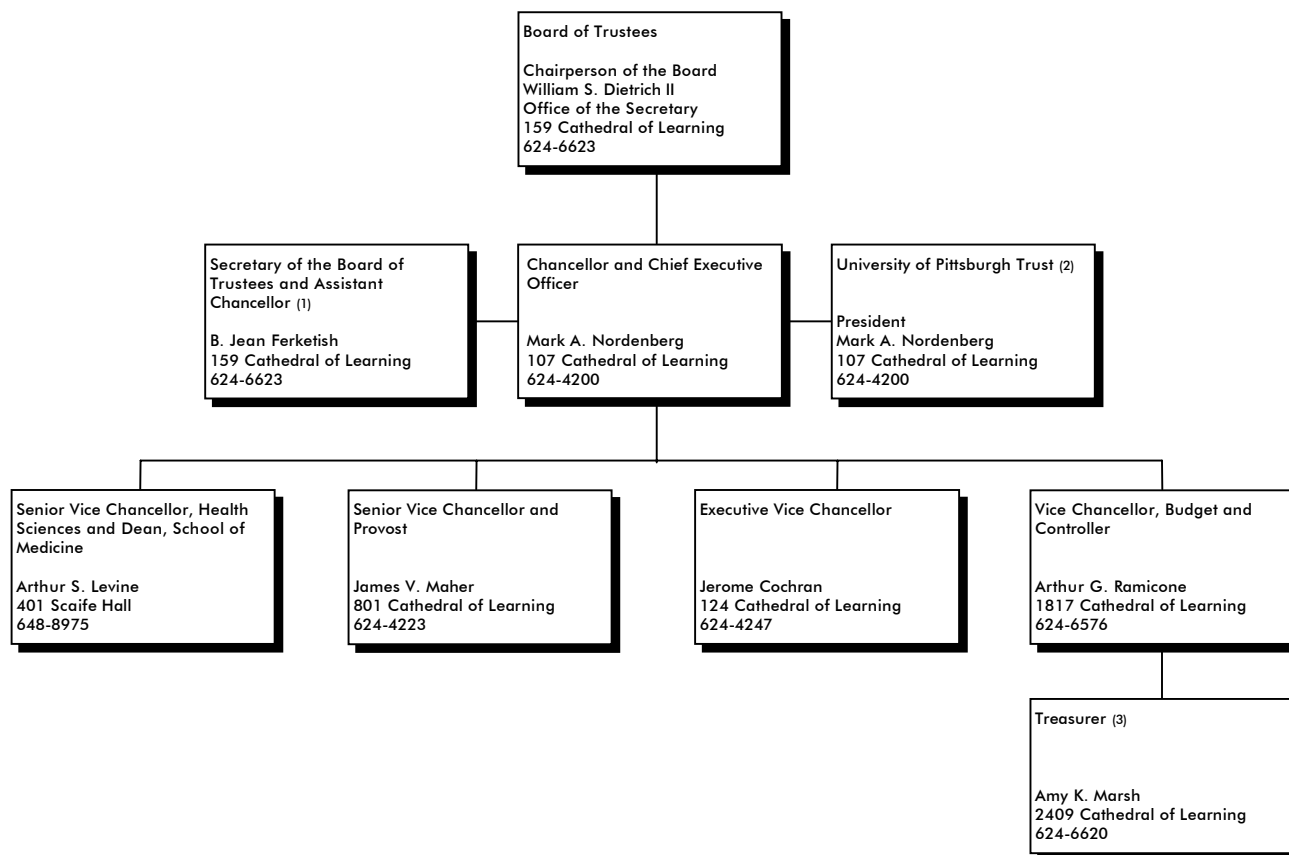 Board of Trustees
Chairperson of the Board
William S. Dietrich II
Office of the Secretary
159 Cathedral of Learning
624-6623
Secretary of the Board of
Trustees and Assistant
Chancellor (1)
B. Jean Ferketish
159 Cathedral of Learning
624-6623
Chancellor and Chief Executive
Officer
Mark A. Nordenberg
107 Cathedral of Learning
624-4200
University of Pittsburgh Trust (2)
President
Mark A. Nordenberg
107 Cathedral of Learning
624-4200
Senior Vice Chancellor, Health
Sciences and Dean, School of
Medicine
Arthur S. Levine
401 Scaife Hall
648-8975
Senior Vice Chancellor and
Provost
James V. Maher
801 Cathedral of Learning
624-4223
Executive Vice Chancellor
Jerome Cochran
124 Cathedral of Learning
624-4247
Vice Chancellor, Budget and
Controller
Arthur G. Ramicone
1817 Cathedral of Learning
624-6576
Treasurer (3)
Amy K. Marsh
2409 Cathedral of Learning
624-6620